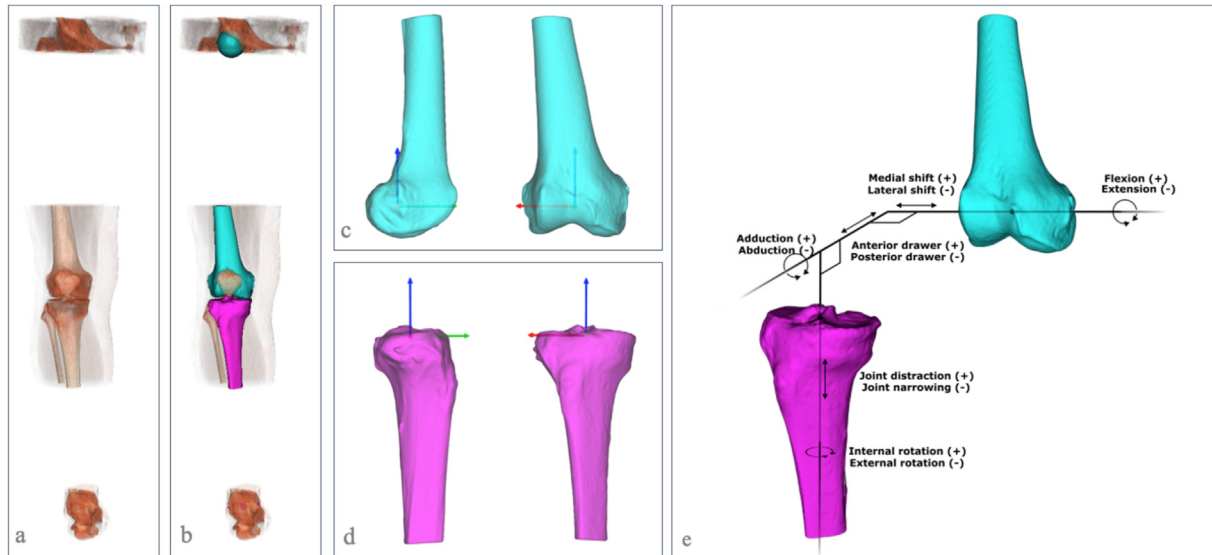 a
b
c
d
Medial shift (+)
Lateral shift (-)
Flexion (+)
Extension (-)
Adduction (+)
Abduction (-)
Anterior drawer (+)
Posterior drawer (-)
Joint distraction (+)
Joint narrowing (-)
Internal rotation (+)
External rotation (-)
e